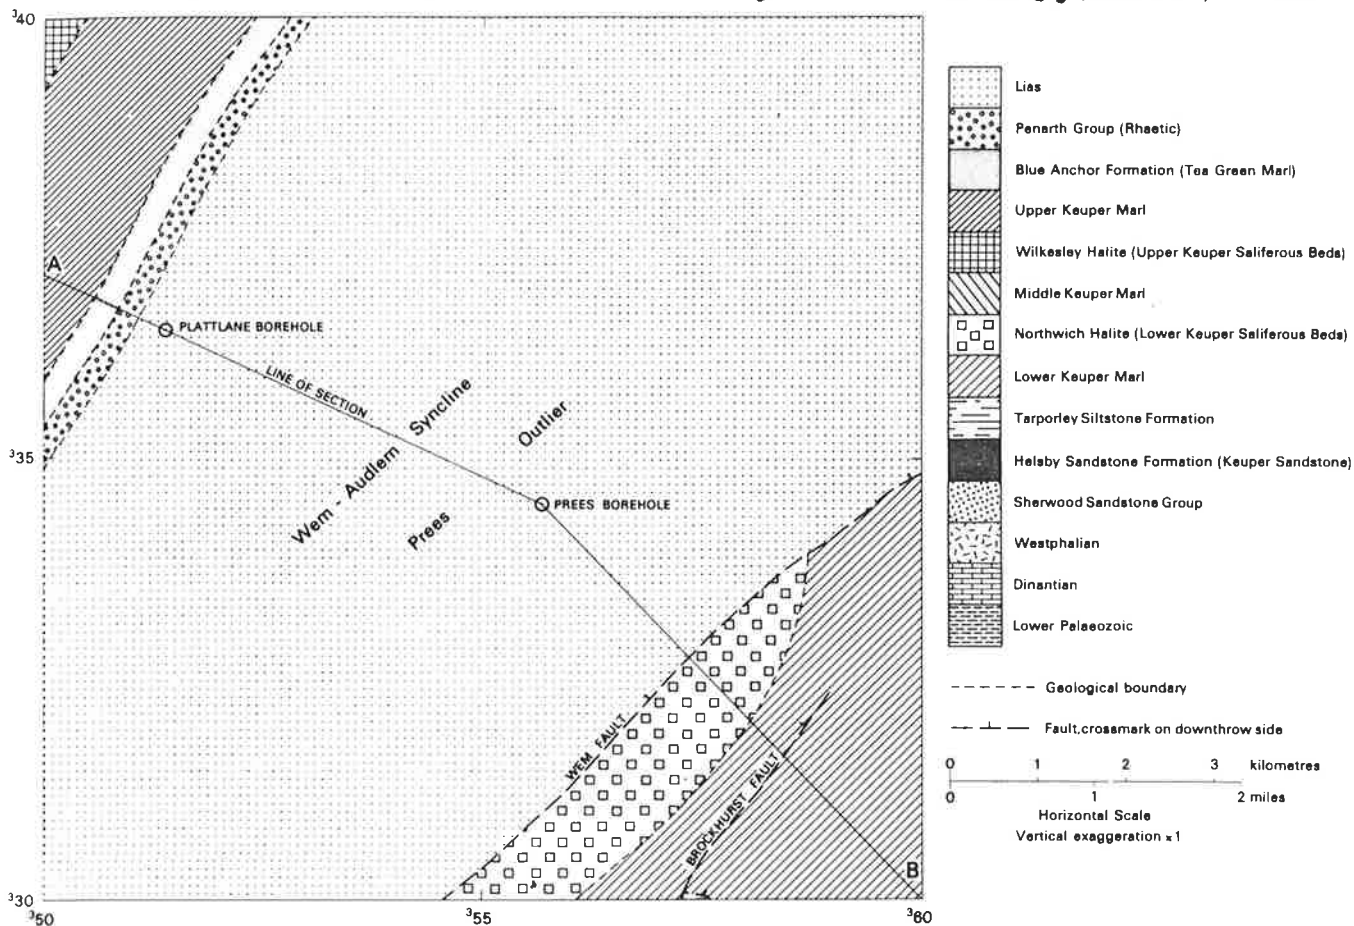 ³40
Lias
Penarth Group (Rhaetic)
Blue Anchor Formation (Tea Green Marl)
Upper Keuper Marl
Wilkesley Halite (Upper Keuper Saliferous Beds)
Middle Keuper Marl
Northwich Halite (Lower Keuper Saliferous Beds)
Lower Keuper Marl
Tarporley Siltstone Formation
Helsby Sandstone Formation (Keuper Sandstone)
Sherwood Sandstone Group
Westphalian
Dinantian
Lower Palaeozoic
A
PLATTLANE BOREHOLE
LINE OF SECTION
Wem - Audlem Syncline
Prees Outlier
³35
PREES BOREHOLE
WEM FAULT
BROCKHURST FAULT
B
³30
³50
³55
³60
Geological boundary
Fault,crossmark on downthrow side
0 1 2 3 kilometres
0 1 2 miles
Horizontal Scale
Vertical exaggeration x 1